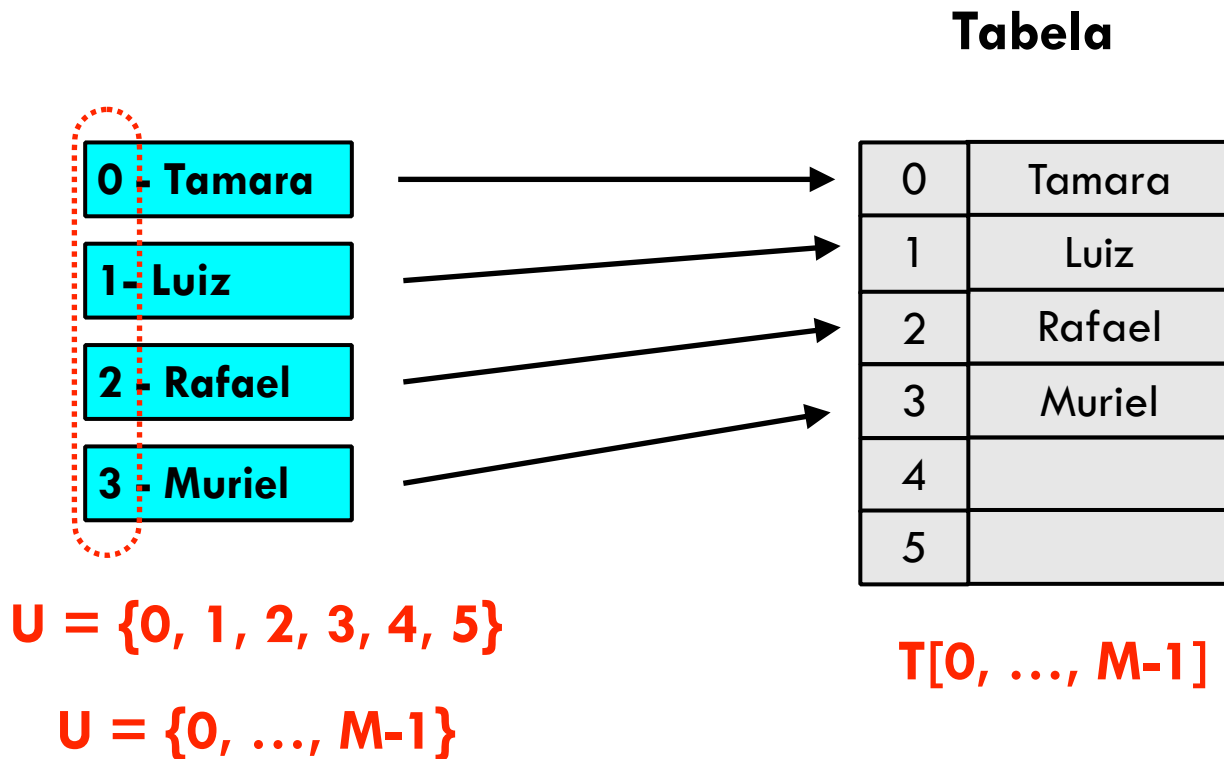 Tabela
0 - Tamara
1- Luiz
2 - Rafael
3 - Muriel
0 Tamara
1 Luiz
2 Rafael
3 Muriel
4
5
U = {0, 1, 2, 3, 4, 5}
T[0, ..., M-1]
U = {0, ..., M-1}